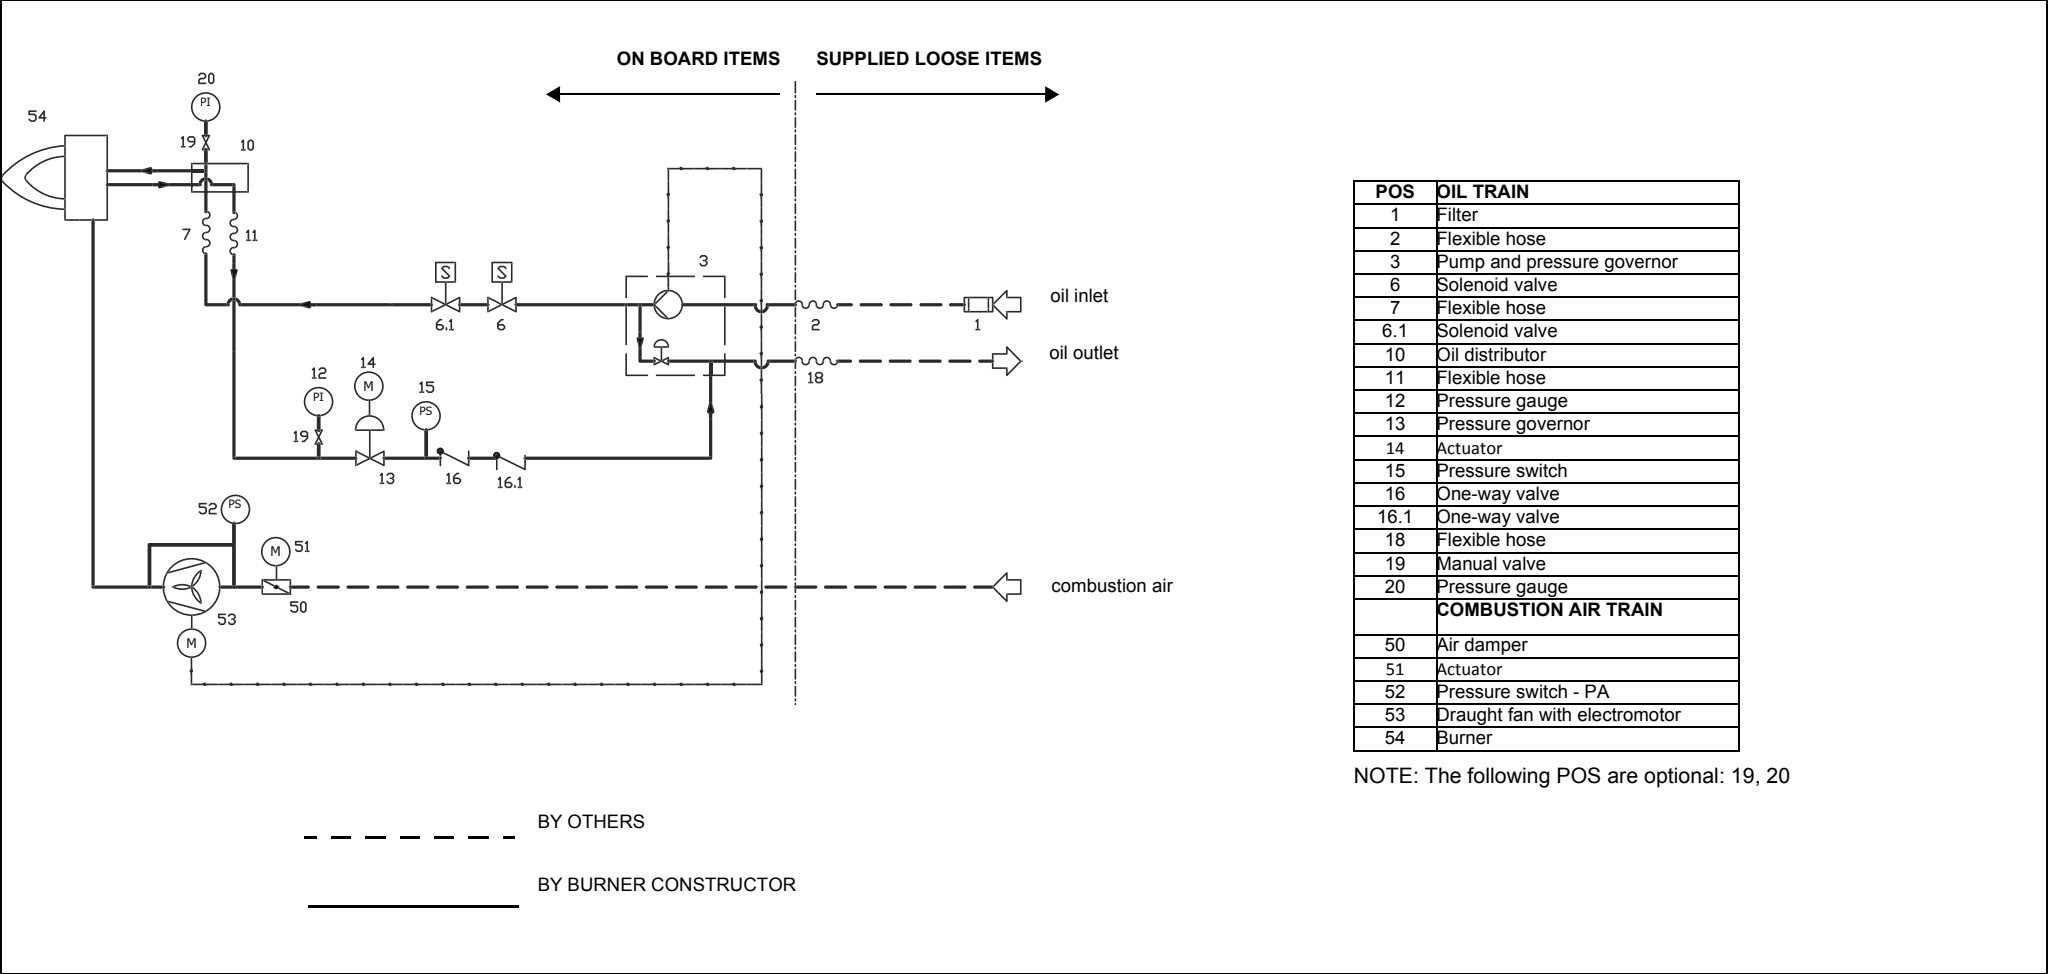 ON BOARD ITEMS SUPPLIED LOOSE ITEMS
20
PI
54
19
10
7
11
3
S S
6.1 6
2
1
oil inlet
oil outlet
18
14
12
M
15
PI
PS
19
13
16
16.1
52
PS
51
M
50
combustion air
53
M
POS OIL TRAIN
1 Filter
2 Flexible hose
3 Pump and pressure governor
6 Solenoid valve
7 Flexible hose
6.1 Solenoid valve
10 Oil distributor
11 Flexible hose
12 Pressure gauge
13 Pressure governor
14 Actuator
15 Pressure switch
16 One-way valve
16.1 One-way valve
18 Flexible hose
19 Manual valve
20 Pressure gauge
COMBUSTION AIR TRAIN
50 Air damper
51 Actuator
52 Pressure switch - PA
53 Draught fan with electromotor
54 Burner
NOTE: The following POS are optional: 19, 20
BY OTHERS
BY BURNER CONSTRUCTOR